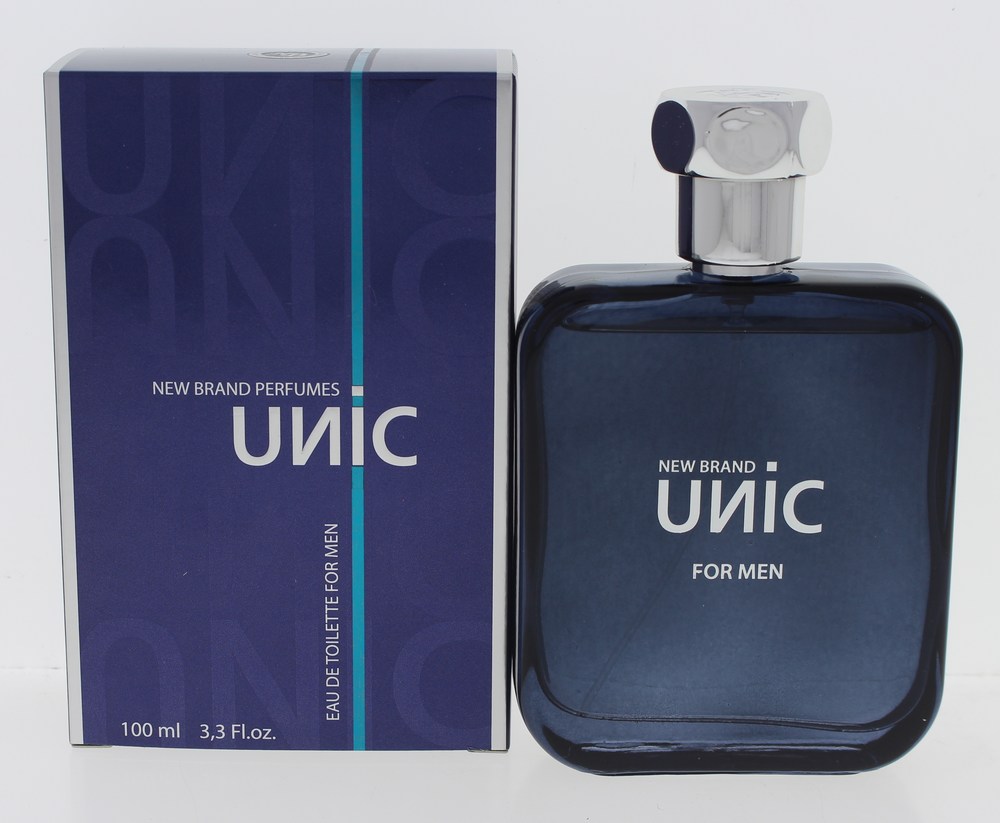 NEW BRAND PERFUMES
UNiC
EAU DE TOILETTE FOR MEN
100 ml 3,3 Fl.oz.
NEW BRAND
UNiC
FOR MEN